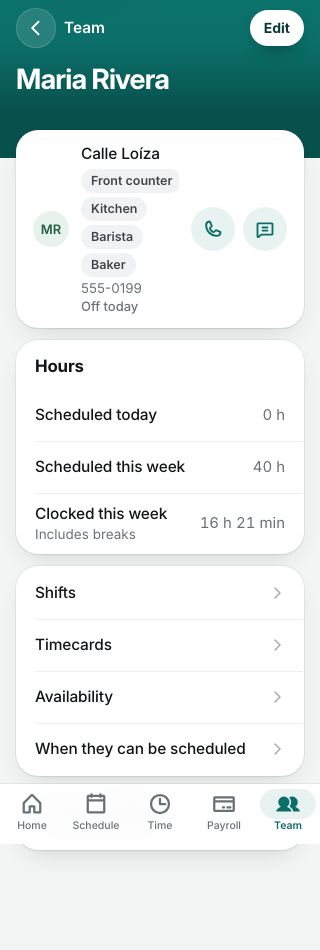 Team
Edit
Maria Rivera
Calle Loíza
Front counter
Kitchen
MR
Barista
Baker
555-0199
Off today
Hours
Scheduled today
0 h
Scheduled this week
40 h
Clocked this week
Includes breaks
16 h 21 min
Shifts
Timecards
Availability
When they can be scheduled
Home
Schedule
Time
Payroll
Team